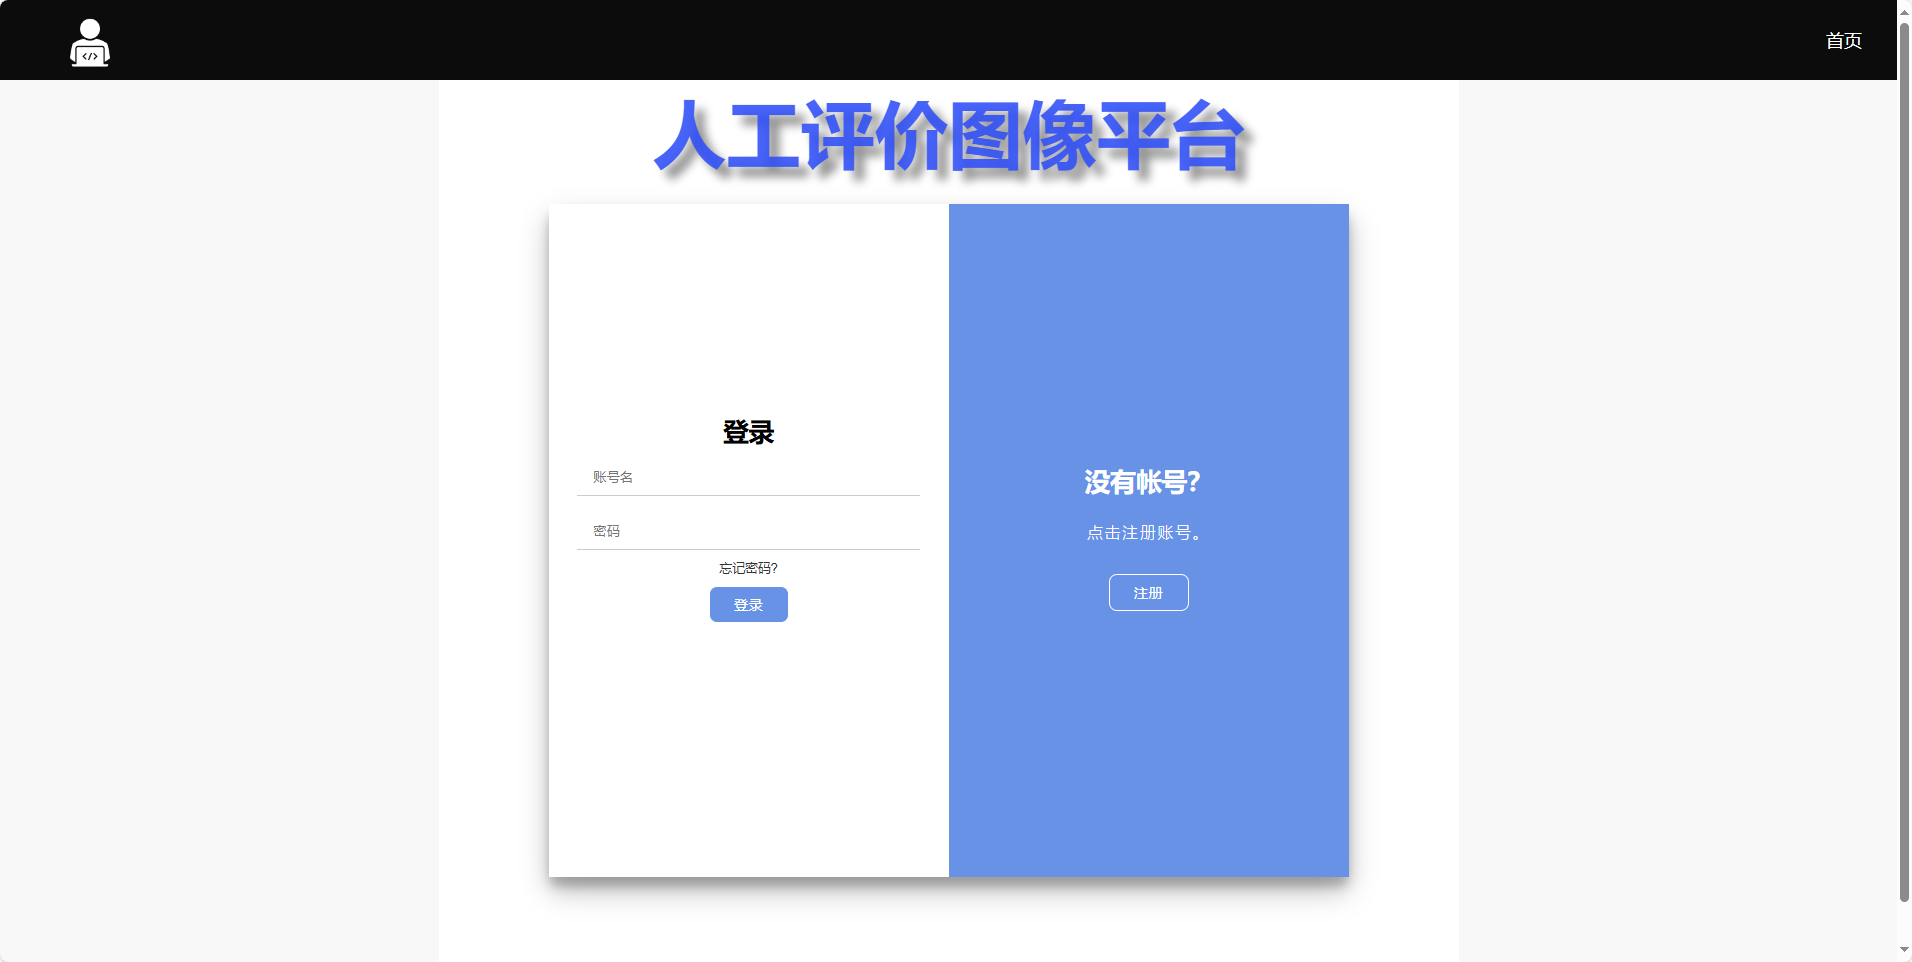 首页
人工评价图像平台
登录
账号名
密码
忘记密码?
登录
没有帐号?
点击注册账号。
注册